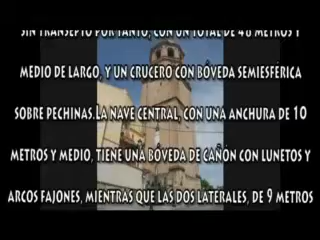 SIN TRANSEPTO POR TANTO, CON UN TOTAL DE 48 METROS Y
MEDIO DE LARGO, Y UN CRUCERO CON BÓVEDA SEMIESFÉRICA
SOBRE PECHINAS.LA NAVE CENTRAL, CON UNA ANCHURA DE 10
METROS Y MEDIO, TIENE UNA BÓVEDA DE CAÑÓN CON LUNETOS Y
ARCOS FAJONES, MIENTRAS QUE LAS DOS LATERALES, DE 9 METROS